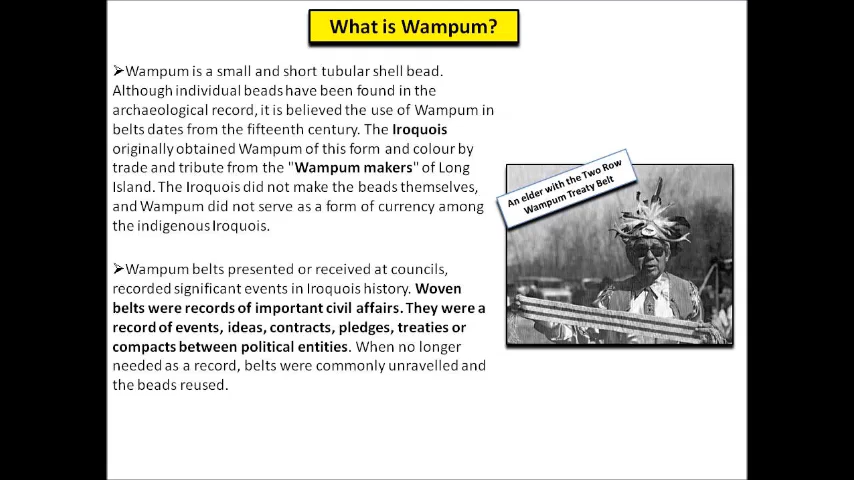 What is Wampum?
➢Wampum is a small and short tubular shell bead.
Although individual beads have been found in the
archaeological record, it is believed the use of Wampum in
belts dates from the fifteenth century. The Iroquois
originally obtained Wampum of this form and colour by
trade and tribute from the "Wampum makers" of Long
Island. The Iroquois did not make the beads themselves,
and Wampum did not serve as a form of currency among
the indigenous Iroquois.
➢Wampum belts presented or received at councils,
recorded significant events in Iroquois history. Woven
belts were records of important civil affairs. They were a
record of events, ideas, contracts, pledges, treaties or
compacts between political entities. When no longer
needed as a record, belts were commonly unravelled and
the beads reused.
An elder with the Two Row
Wampum Treaty Belt